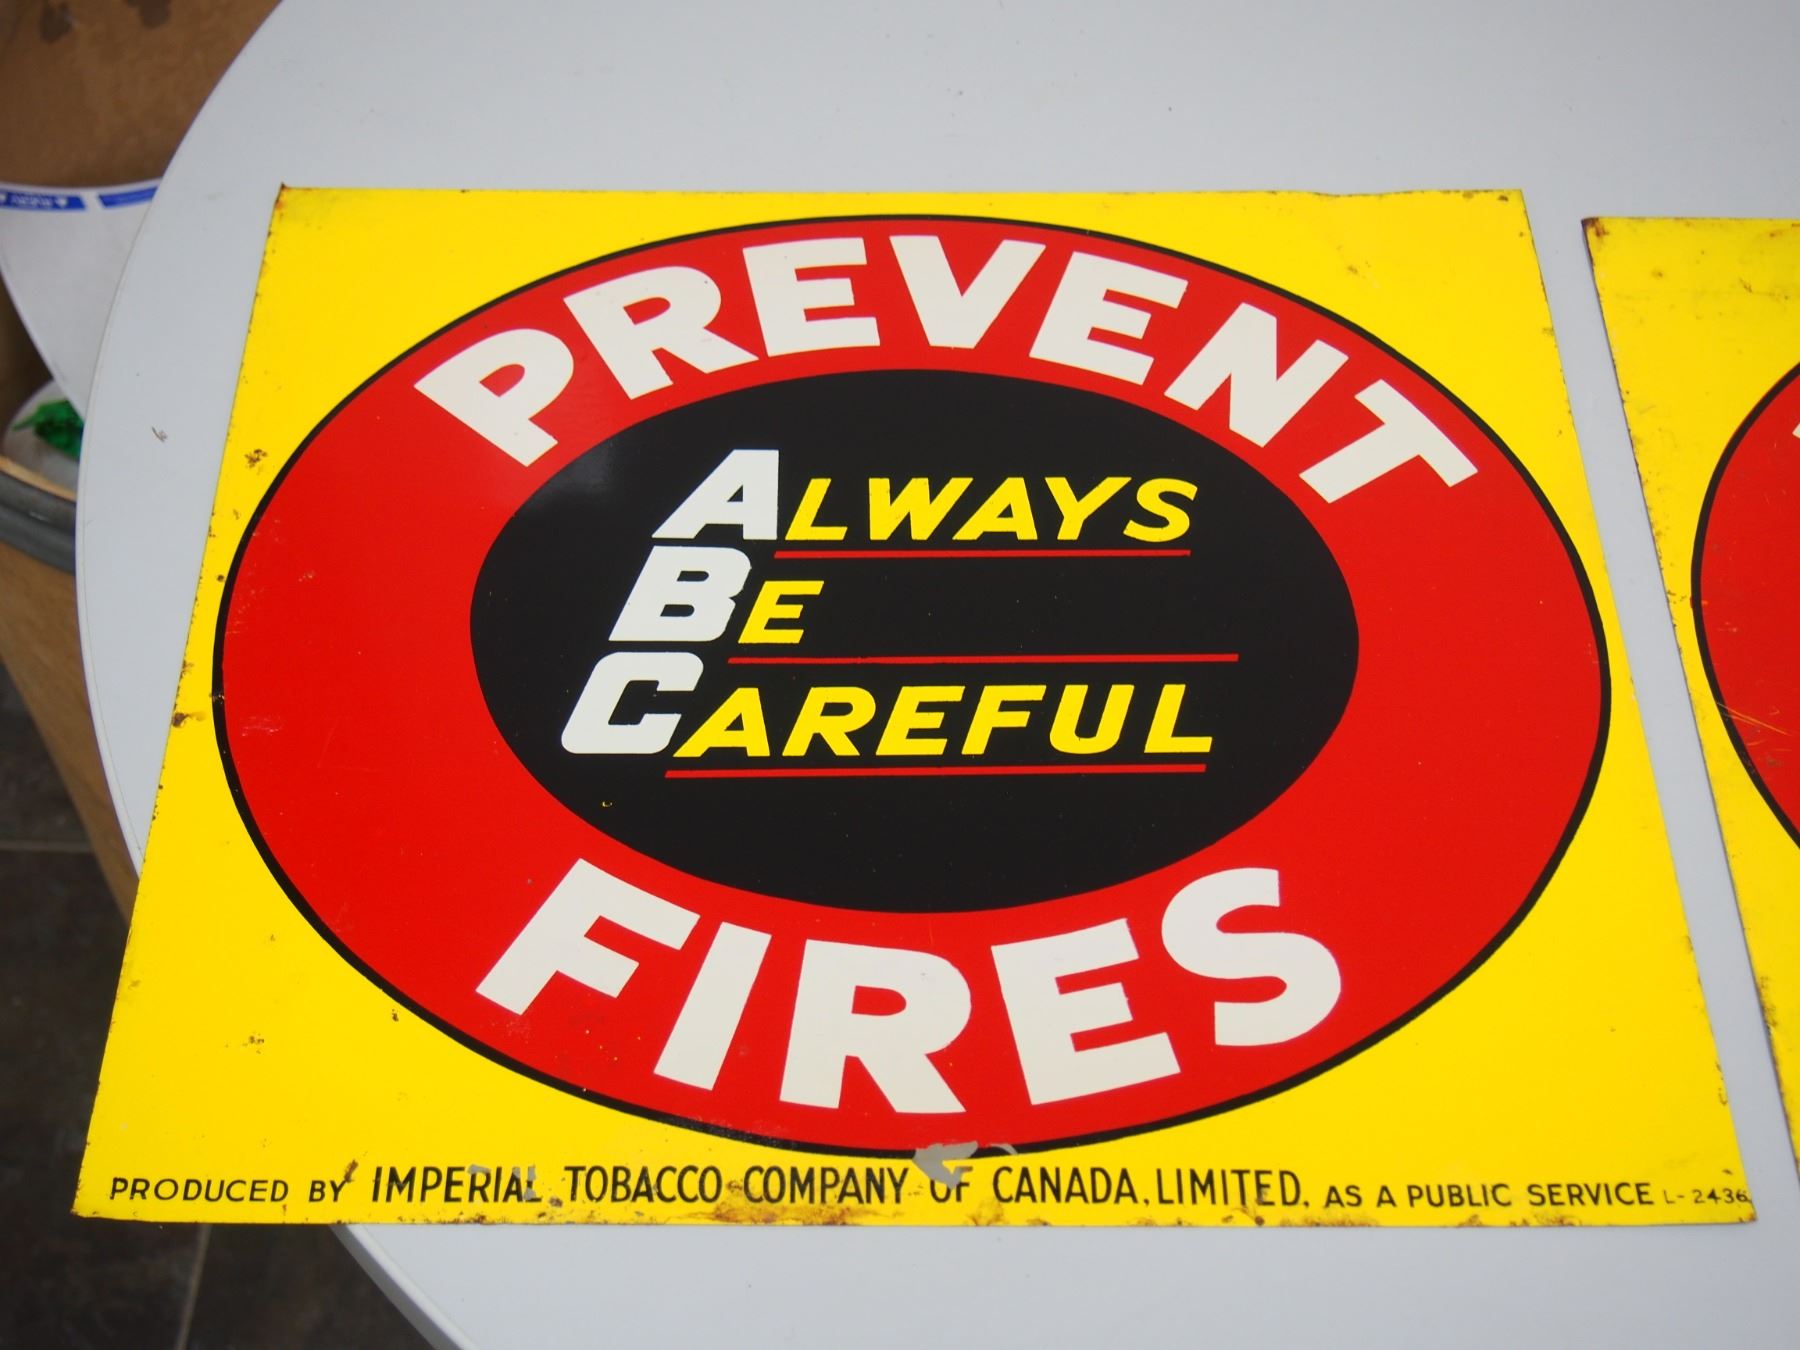 PREVENT
ALWAYS
BE
CAREFUL
FIRES
PRODUCED BY IMPERIAL TOBACCO COMPANY OF CANADA, LIMITED, AS A PUBLIC SERVICE L-2436